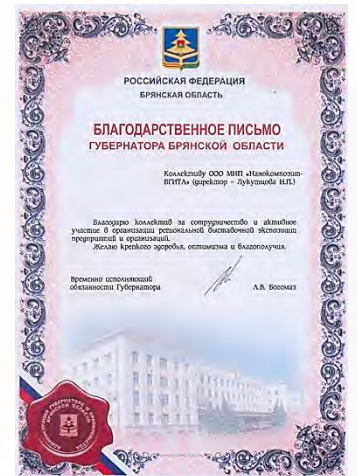 РОССИЙСКАЯ ФЕДЕРАЦИЯ
БРЯНСКАЯ ОБЛАСТЬ
БЛАГОДАРСТВЕННОЕ ПИСЬМО
ГУБЕРНАТОРА БРЯНСКОЙ ОБЛАСТИ
Коллективу ООО МИП «Нанокомпозит-
БГИТА» (директор – Лукутцова Н.П.)
Благодарю коллектив за сотрудничество и активное
участие в организации региональной выставочной экспозиции
предприятий и организаций.
Желаю крепкого здоровья, оптимизма и благополучия.
Временно исполняющий
обязанности Губернатора
А.В. Богомаз